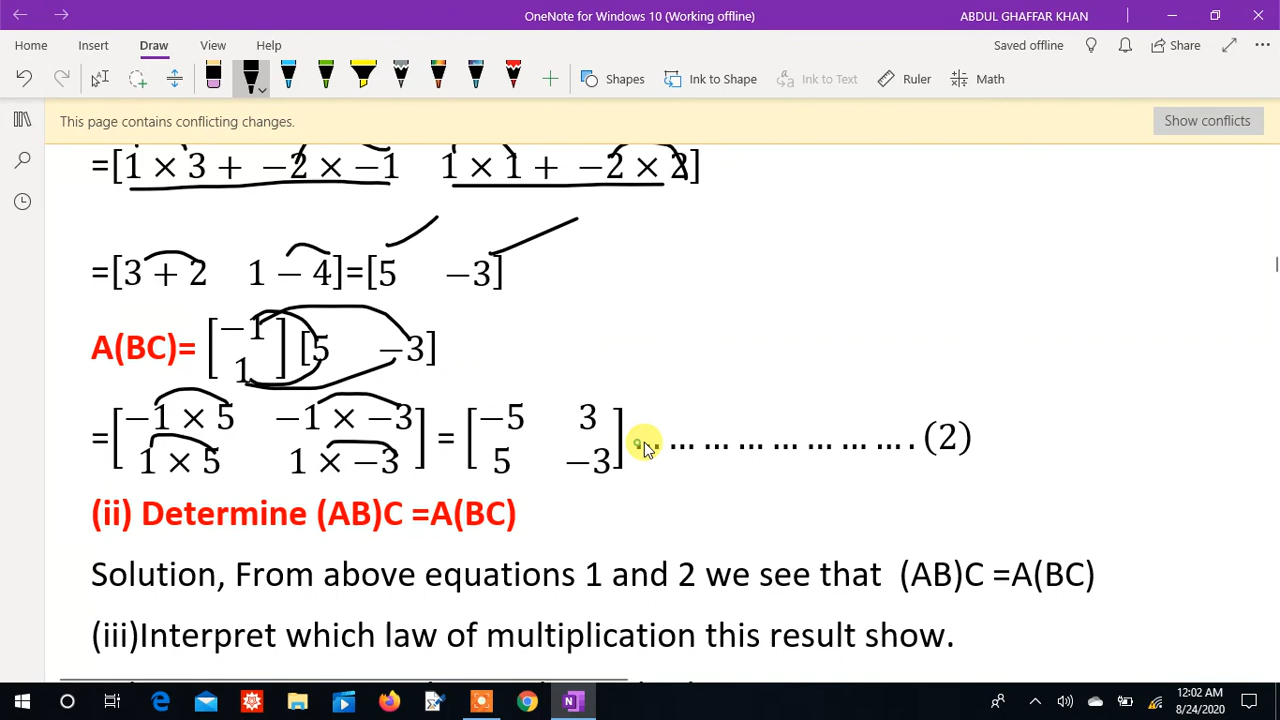 OneNote for Windows 10 (Working offline)
ABDUL GHAFFAR KHAN
Home Insert Draw View Help
Saved offline
Share
Shapes
Ink to Shape
Ink to Text
Ruler
Math
This page contains conflicting changes.
Show conflicts
=[1 × 3 + −2 × −1 1 × 1 + −2 × 2]
=[3 + 2 1 − 4]=[5 −3]
A(BC)= [−1 1] [5 −3]
=[−1 × 5 −1 × −3
1 × 5 1 × −3] = [−5 3
5 −3] … … … … … … … . (2)
(ii) Determine (AB)C =A(BC)
Solution, From above equations 1 and 2 we see that (AB)C =A(BC)
(iii)Interpret which law of multiplication this result show.
12:02 AM
8/24/2020